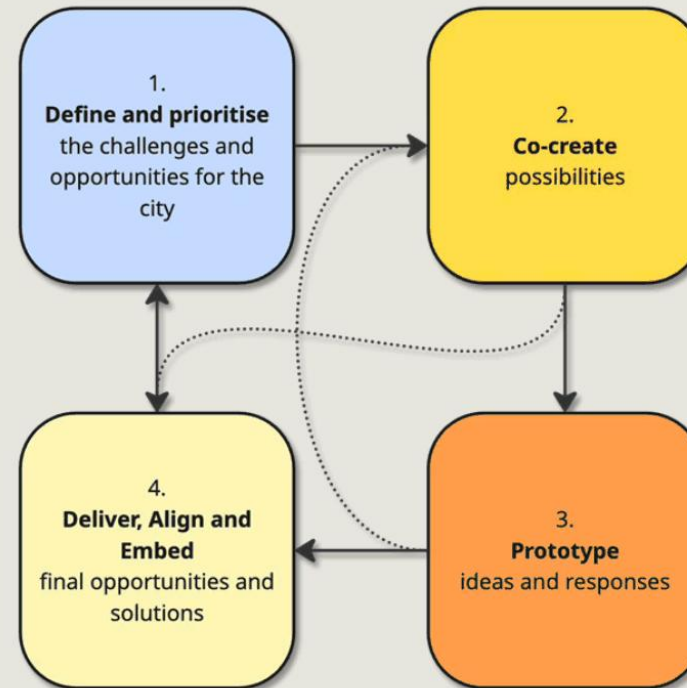 1.
Define and prioritise
the challenges and
opportunities for the
city
2.
Co-create
possibilities
4.
Deliver, Align and
Embed
final opportunities and
solutions
3.
Prototype
ideas and responses